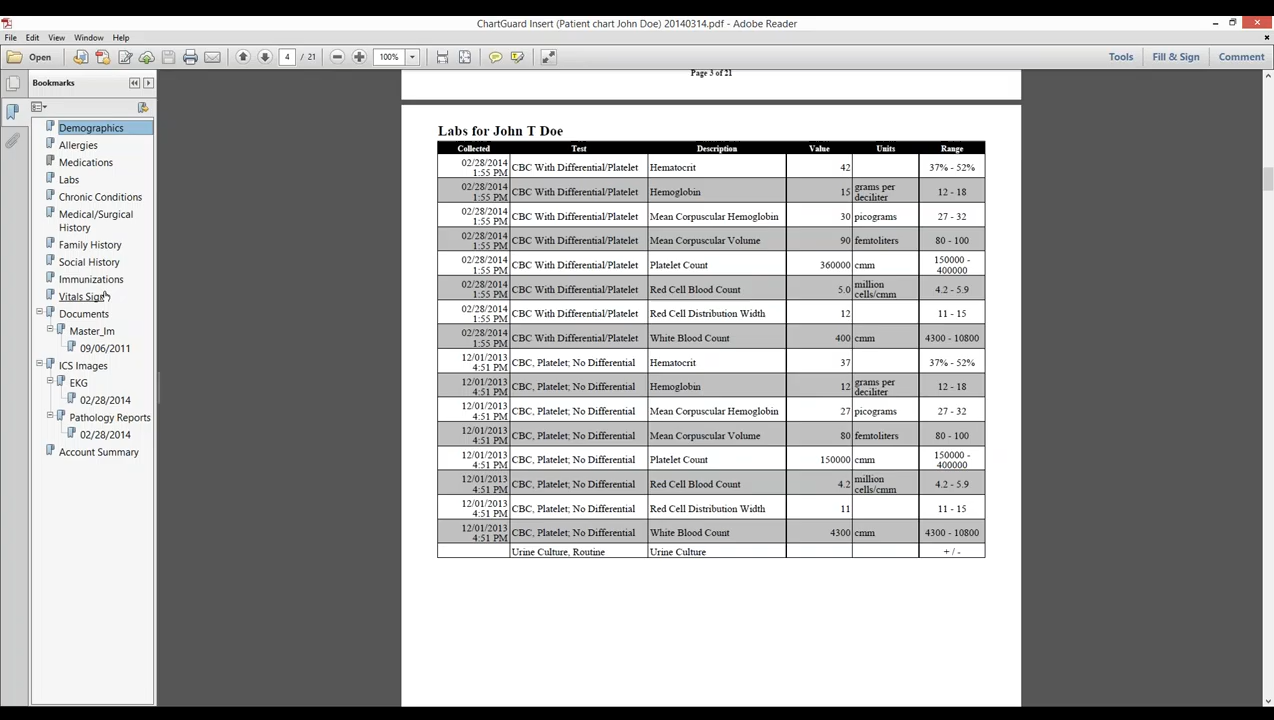 ChartGuard Insert (Patient chart John Doe) 20140314.pdf - Adobe Reader
File Edit View Window Help
Open 4 / 21 100% Tools Fill & Sign Comment
Bookmarks
Demographics
Allergies
Medications
Labs
Chronic Conditions
Medical/Surgical
History
Family History
Social History
Immunizations
Vitals Sign
Documents
Master_Im
09/06/2011
ICS Images
EKG
02/28/2014
Pathology Reports
02/28/2014
Account Summary
Page 3 of 21
Labs for John T Doe
Collected Test Description Value Units Range
02/28/2014 1:55 PM CBC With Differential/Platelet Hematocrit 42 37% - 52%
02/28/2014 1:55 PM CBC With Differential/Platelet Hemoglobin 15 grams per deciliter 12 - 18
02/28/2014 1:55 PM CBC With Differential/Platelet Mean Corpuscular Hemoglobin 30 picograms 27 - 32
02/28/2014 1:55 PM CBC With Differential/Platelet Mean Corpuscular Volume 90 femtoliters 80 - 100
02/28/2014 1:55 PM CBC With Differential/Platelet Platelet Count 360000 cmm 150000 - 400000
02/28/2014 1:55 PM CBC With Differential/Platelet Red Cell Blood Count 5.0 million cells/cmm 4.2 - 5.9
02/28/2014 1:55 PM CBC With Differential/Platelet Red Cell Distribution Width 12 11 - 15
02/28/2014 1:55 PM CBC With Differential/Platelet White Blood Count 400 cmm 4300 - 10800
12/01/2013 4:51 PM CBC, Platelet; No Differential Hematocrit 37 37% - 52%
12/01/2013 4:51 PM CBC, Platelet; No Differential Hemoglobin 12 grams per deciliter 12 - 18
12/01/2013 4:51 PM CBC, Platelet; No Differential Mean Corpuscular Hemoglobin 27 picograms 27 - 32
12/01/2013 4:51 PM CBC, Platelet; No Differential Mean Corpuscular Volume 80 femtoliters 80 - 100
12/01/2013 4:51 PM CBC, Platelet; No Differential Platelet Count 150000 cmm 150000 - 400000
12/01/2013 4:51 PM CBC, Platelet; No Differential Red Cell Blood Count 4.2 million cells/cmm 4.2 - 5.9
12/01/2013 4:51 PM CBC, Platelet; No Differential Red Cell Distribution Width 11 11 - 15
12/01/2013 4:51 PM CBC, Platelet; No Differential White Blood Count 4300 cmm 4300 - 10800
Urine Culture, Routine Urine Culture + / -